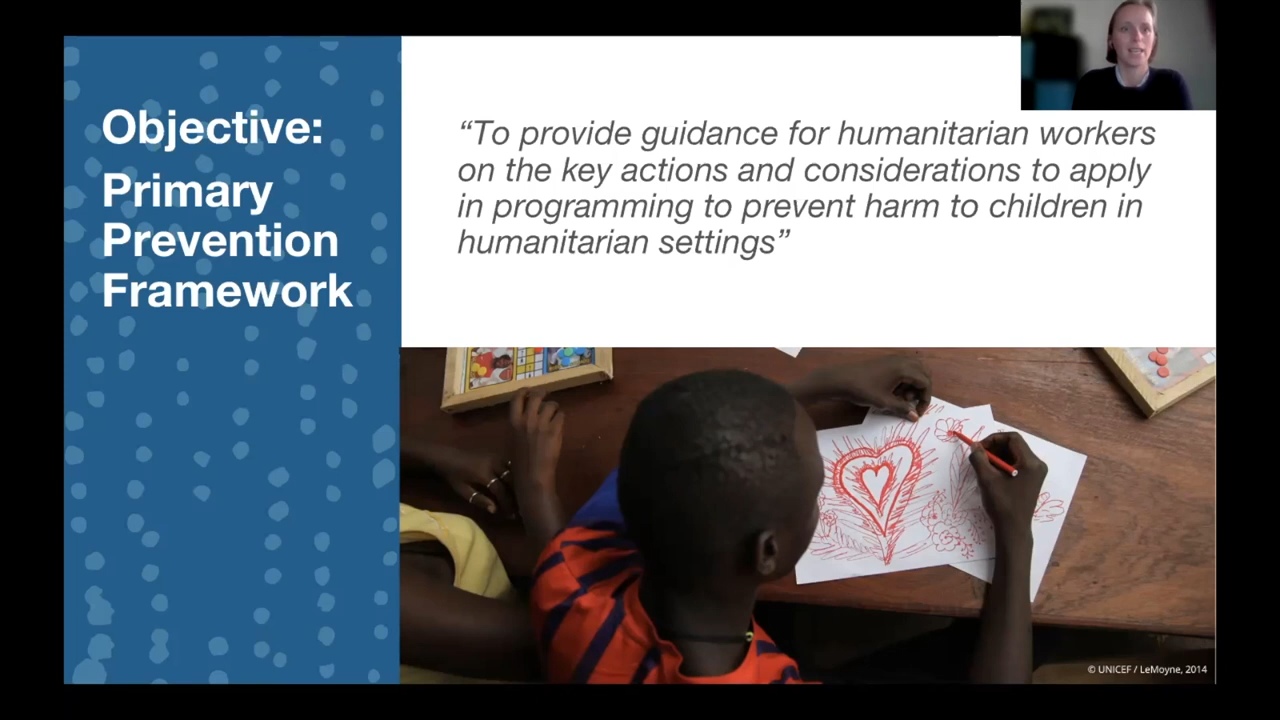 Objective:
Primary
Prevention
Framework
“To provide guidance for humanitarian workers
on the key actions and considerations to apply
in programming to prevent harm to children in
humanitarian settings”
© UNICEF / LeMoyne, 2014